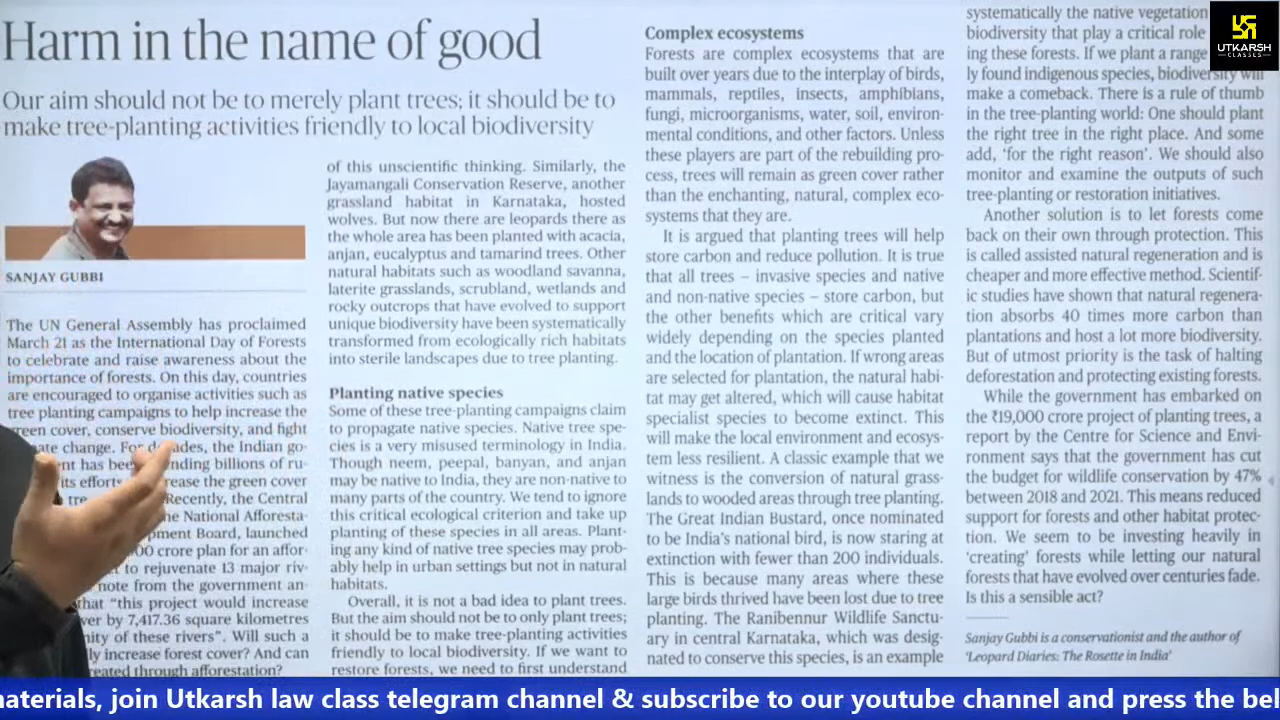 Harm in the name of good
Our aim should not be to merely plant trees; it should be to
make tree-planting activities friendly to local biodiversity
SANJAY GUBBI
The UN General Assembly has proclaimed
March 21 as the International Day of Forests
to celebrate and raise awareness about the
importance of forests. On this day, countries
are encouraged to organise activities such as
tree planting campaigns to help increase the
green cover, conserve biodiversity, and fight
change. For decades, the Indian go-
has been billions of ru-
its the green cover
Recently, the Central
National Afforesta-
Board, launched
crore plan for an affor-
to rejuvenate 13 major riv-
note from the government an-
that “this project would increase
by 7,417.36 square kilometres
of these rivers”. Will such a
increase forest cover? And can
through afforestation?
of this unscientific thinking. Similarly, the
Jayamangali Conservation Reserve, another
grassland habitat in Karnataka, hosted
wolves. But now there are leopards there as
the whole area has been planted with acacia,
anjan, eucalyptus and tamarind trees. Other
natural habitats such as woodland savanna,
laterite grasslands, scrubland, wetlands and
rocky outcrops that have evolved to support
unique biodiversity have been systematically
transformed from ecologically rich habitats
into sterile landscapes due to tree planting.
Planting native species
Some of these tree-planting campaigns claim
to propagate native species. Native tree spe-
cies is a very misused terminology in India.
Though neem, peepal, banyan, and anjan
may be native to India, they are non-native to
many parts of the country. We tend to ignore
this critical ecological criterion and take up
planting of these species in all areas. Plant-
ing any kind of native tree species may prob-
ably help in urban settings but not in natural
habitats.
Overall, it is not a bad idea to plant trees.
But the aim should not be to only plant trees;
it should be to make tree-planting activities
friendly to local biodiversity. If we want to
restore forests, we need to first understand
Complex ecosystems
Forests are complex ecosystems that are
built over years due to the interplay of birds,
mammals, reptiles, insects, amphibians,
fungi, microorganisms, water, soil, environ-
mental conditions, and other factors. Unless
these players are part of the rebuilding pro-
cess, trees will remain as green cover rather
than the enchanting, natural, complex eco-
systems that they are.
It is argued that planting trees will help
store carbon and reduce pollution. It is true
that all trees – invasive species and native
and non-native species – store carbon, but
the other benefits which are critical vary
widely depending on the species planted
and the location of plantation. If wrong areas
are selected for plantation, the natural habi-
tat may get altered, which will cause habitat
specialist species to become extinct. This
will make the local environment and ecosys-
tem less resilient. A classic example that we
witness is the conversion of natural grass-
lands to wooded areas through tree planting.
The Great Indian Bustard, once nominated
to be India’s national bird, is now staring at
extinction with fewer than 200 individuals.
This is because many areas where these
large birds thrived have been lost due to tree
planting. The Ranibennur Wildlife Sanctu-
ary in central Karnataka, which was desig-
nated to conserve this species, is an example
systematically the native vegetation
biodiversity that play a critical role
ing these forests. If we plant a range
ly found indigenous species, biodiversity will
make a comeback. There is a rule of thumb
in the tree-planting world: One should plant
the right tree in the right place. And some
add, ‘for the right reason’. We should also
monitor and examine the outputs of such
tree-planting or restoration initiatives.
Another solution is to let forests come
back on their own through protection. This
is called assisted natural regeneration and is
cheaper and more effective method. Scientif-
ic studies have shown that natural regenera-
tion absorbs 40 times more carbon than
plantations and host a lot more biodiversity.
But of utmost priority is the task of halting
deforestation and protecting existing forests.
While the government has embarked on
the ₹19,000 crore project of planting trees, a
report by the Centre for Science and Envi-
ronment says that the government has cut
the budget for wildlife conservation by 47%
between 2018 and 2021. This means reduced
support for forests and other habitat protec-
tion. We seem to be investing heavily in
‘creating’ forests while letting our natural
forests that have evolved over centuries fade.
Is this a sensible act?
Sanjay Gubbi is a conservationist and the author of
‘Leopard Diaries: The Rosette in India’
UTKARSH
CLASSES
materials, join Utkarsh law class telegram channel & subscribe to our youtube channel and press the bel